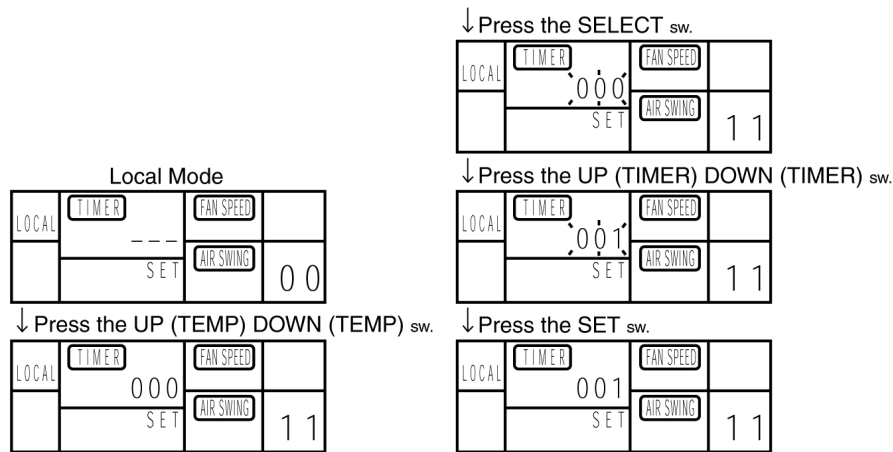 Local Mode
LOCAL TIMER FAN SPEED
---
SET AIR SWING 00
↓Press the UP (TEMP) DOWN (TEMP) sw.
LOCAL TIMER FAN SPEED
000
SET AIR SWING 11
↓Press the SELECT sw.
LOCAL TIMER FAN SPEED
000
SET AIR SWING 11
↓Press the UP (TIMER) DOWN (TIMER) sw.
LOCAL TIMER FAN SPEED
001
SET AIR SWING 11
↓Press the SET sw.
LOCAL TIMER FAN SPEED
001
SET AIR SWING 11